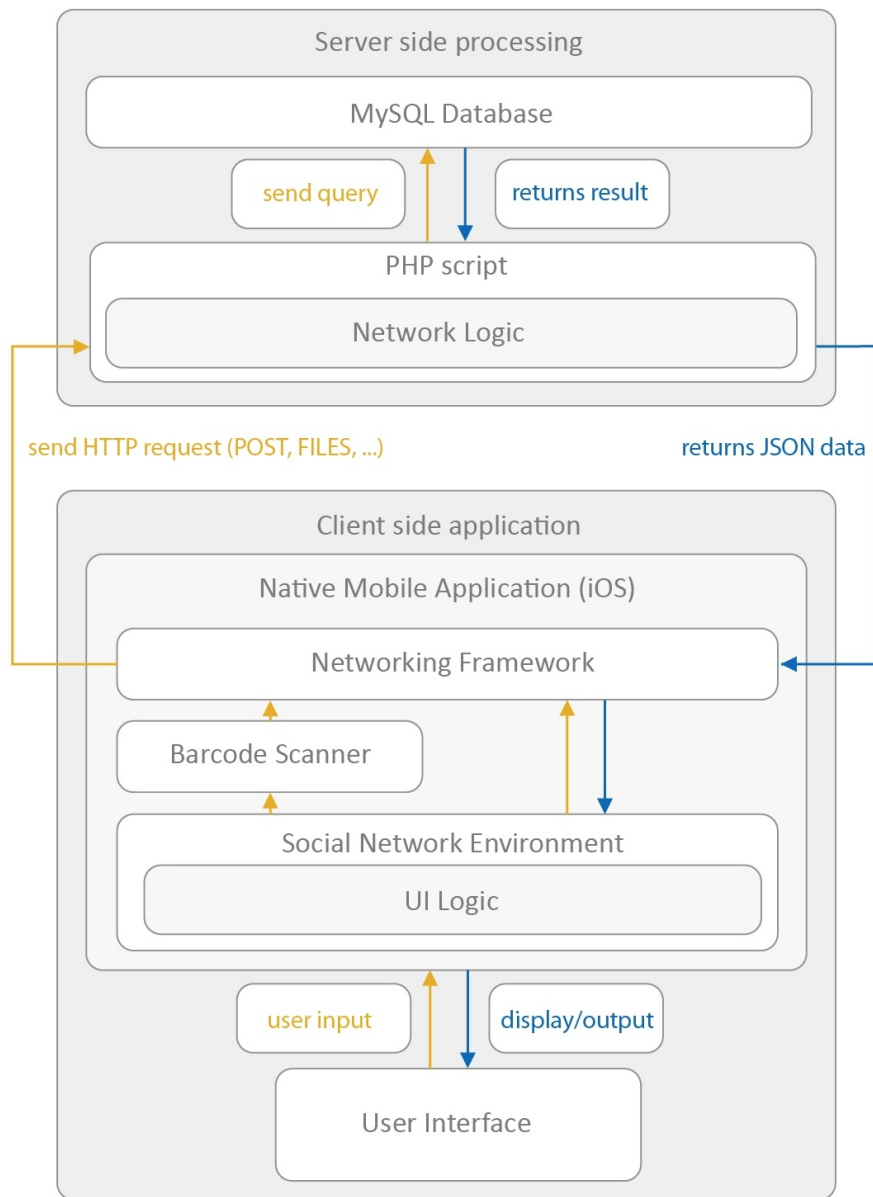 Server side processing
MySQL Database
send query
returns result
PHP script
Network Logic
send HTTP request (POST, FILES, ...)
returns JSON data
Client side application
Native Mobile Application (iOS)
Networking Framework
Barcode Scanner
Social Network Environment
UI Logic
user input
display/output
User Interface